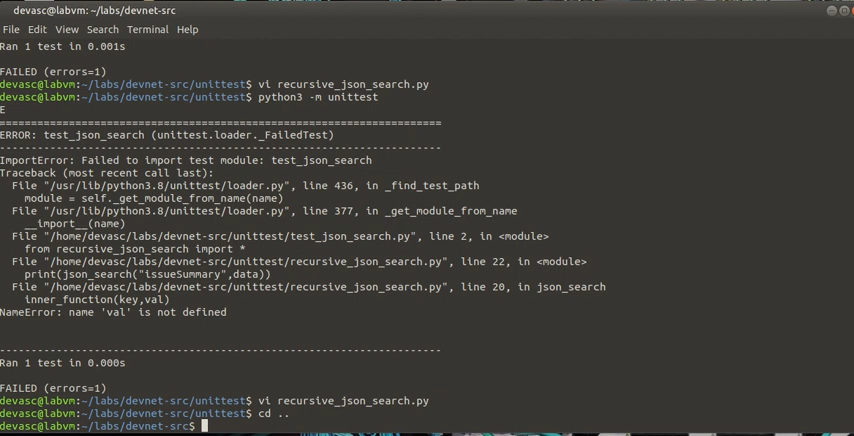 devasc@labvm: ~/labs/devnet-src
File Edit View Search Terminal Help
Ran 1 test in 0.001s
FAILED (errors=1)
devasc@labvm:~/labs/devnet-src/unittest$ vi recursive_json_search.py
devasc@labvm:~/labs/devnet-src/unittest$ python3 -m unittest
E
======================================================================
ERROR: test_json_search (unittest.loader._FailedTest)
----------------------------------------------------------------------
ImportError: Failed to import test module: test_json_search
Traceback (most recent call last):
  File "/usr/lib/python3.8/unittest/loader.py", line 436, in _find_test_path
    module = self._get_module_from_name(name)
  File "/usr/lib/python3.8/unittest/loader.py", line 377, in _get_module_from_name
    __import__(name)
  File "/home/devasc/labs/devnet-src/unittest/test_json_search.py", line 2, in <module>
    from recursive_json_search import *
  File "/home/devasc/labs/devnet-src/unittest/recursive_json_search.py", line 22, in <module>
    print(json_search("issueSummary",data))
  File "/home/devasc/labs/devnet-src/unittest/recursive_json_search.py", line 20, in json_search
    inner_function(key,val)
NameError: name 'val' is not defined
----------------------------------------------------------------------
Ran 1 test in 0.000s
FAILED (errors=1)
devasc@labvm:~/labs/devnet-src/unittest$ vi recursive_json_search.py
devasc@labvm:~/labs/devnet-src/unittest$ cd ..
devasc@labvm:~/labs/devnet-src$